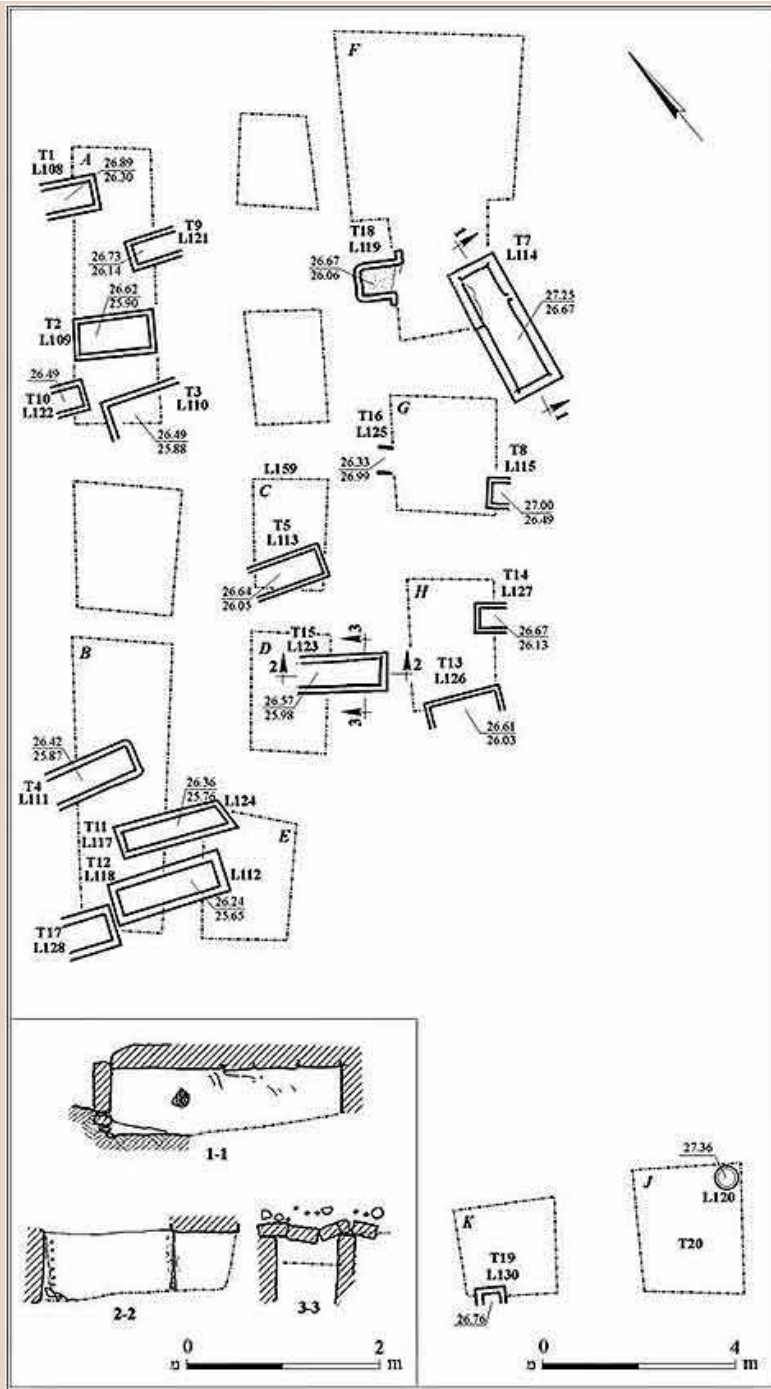 F
A
T1
L108
26.89
26.30
T9
L121
26.73
26.14
T18
L119
26.67
26.06
1
T7
L114
27.25
26.67
1
26.62
25.90
T2
L109
26.49
T10
L122
T3
L110
26.49
25.88
G
T16
L125
26.33
26.99
T8
L115
27.00
26.49
L159
C
T5
L113
26.64
26.05
H
T14
L127
26.67
26.13
B
D
T15
L123
3
2
2
3
26.57
25.98
T13
L126
26.61
26.03
26.42
25.87
T4
L111
26.36
25.76
L124
T11
L117
E
T12
L118
L112
26.24
25.65
T17
L128
1-1
2-2
3-3
0 2
מ m
27.36
J
L120
T20
K
T19
L130
26.76
0 4
מ m